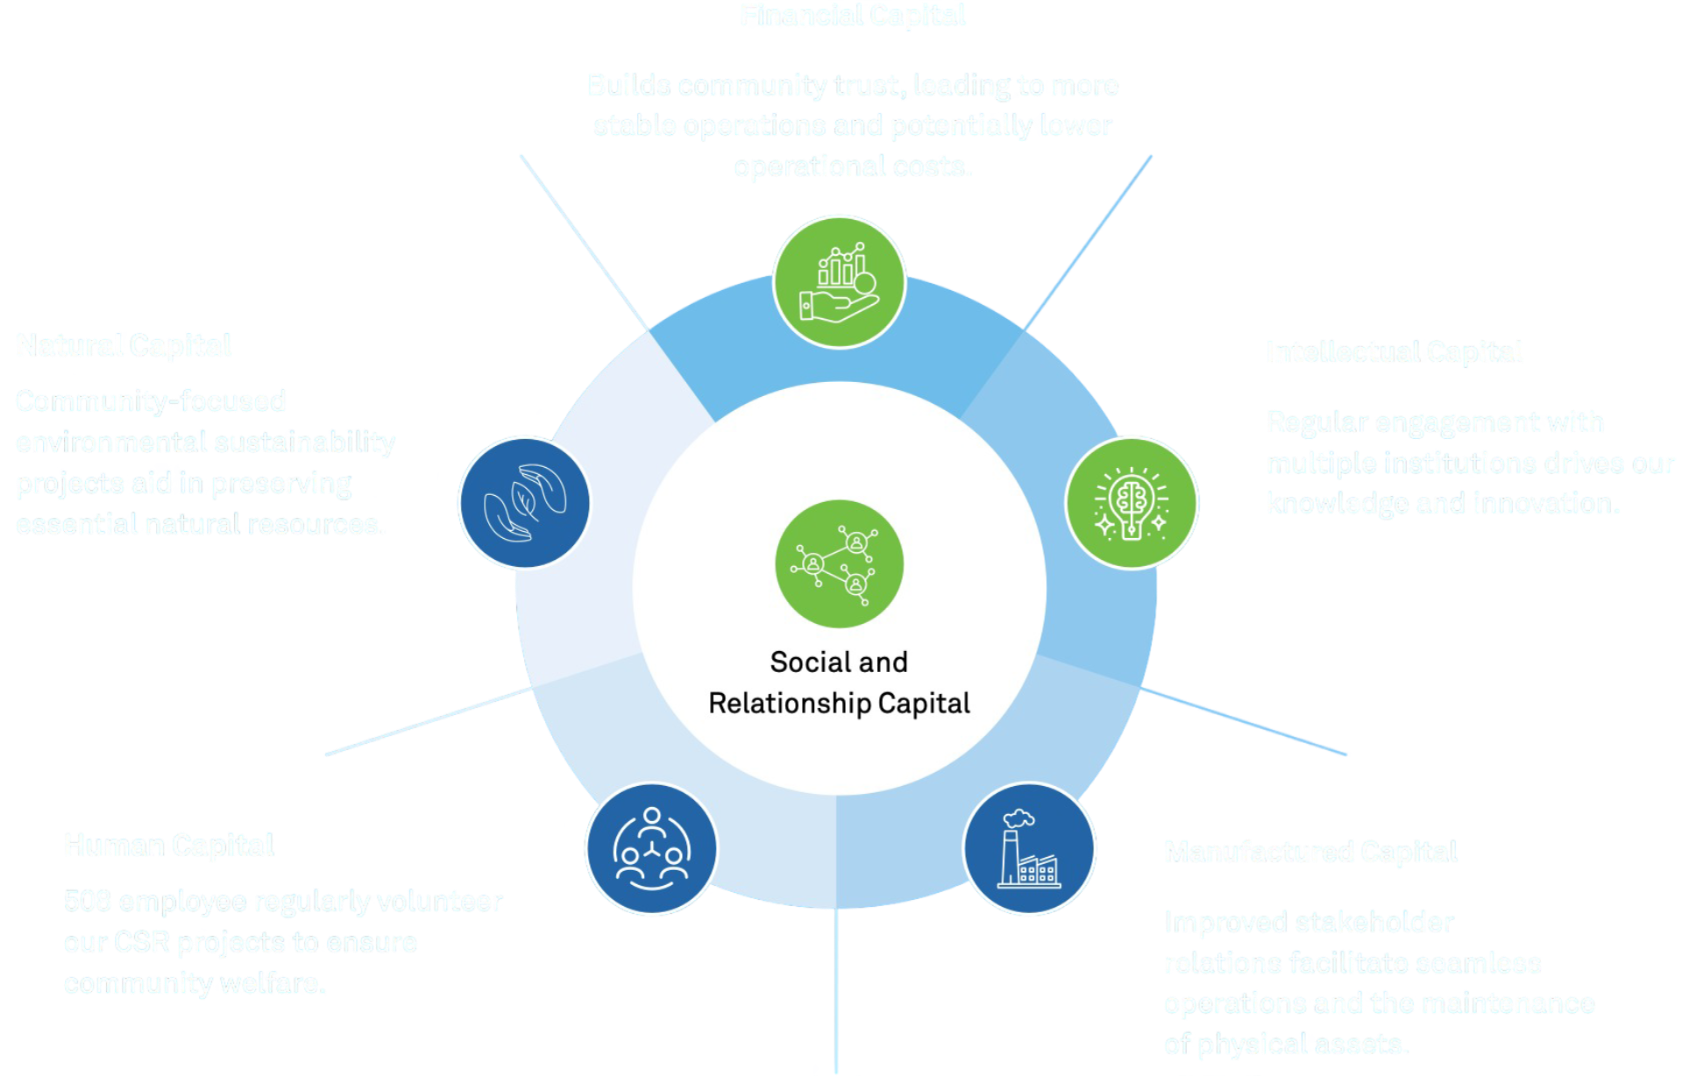 Financial Capital
Builds community trust, leading to more
stable operations and potentially lower
operational costs.
Natural Capital
Community-focused
environmental sustainability
projects aid in preserving
essential natural resources.
Intellectual Capital
Regular engagement with
multiple institutions drives our
knowledge and innovation.
Social and
Relationship Capital
Human Capital
508 employee regularly volunteer
our CSR projects to ensure
community welfare.
Manufactured Capital
Improved stakeholder
relations facilitate seamless
operations and the maintenance
of physical assets.